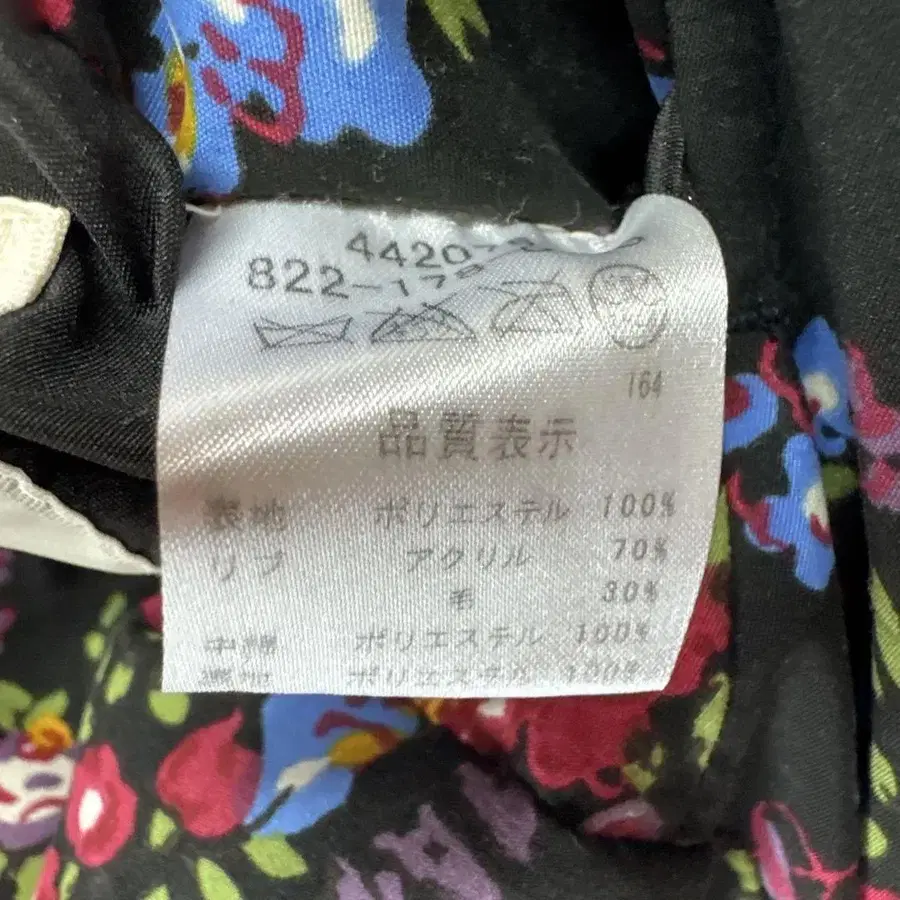 822-178
164
品質表示
表地 ポリエステル 100%
リブ アクリル 70%
毛 30%
中綿 ポリエステル 100%
裏地 ポリエステル 100%